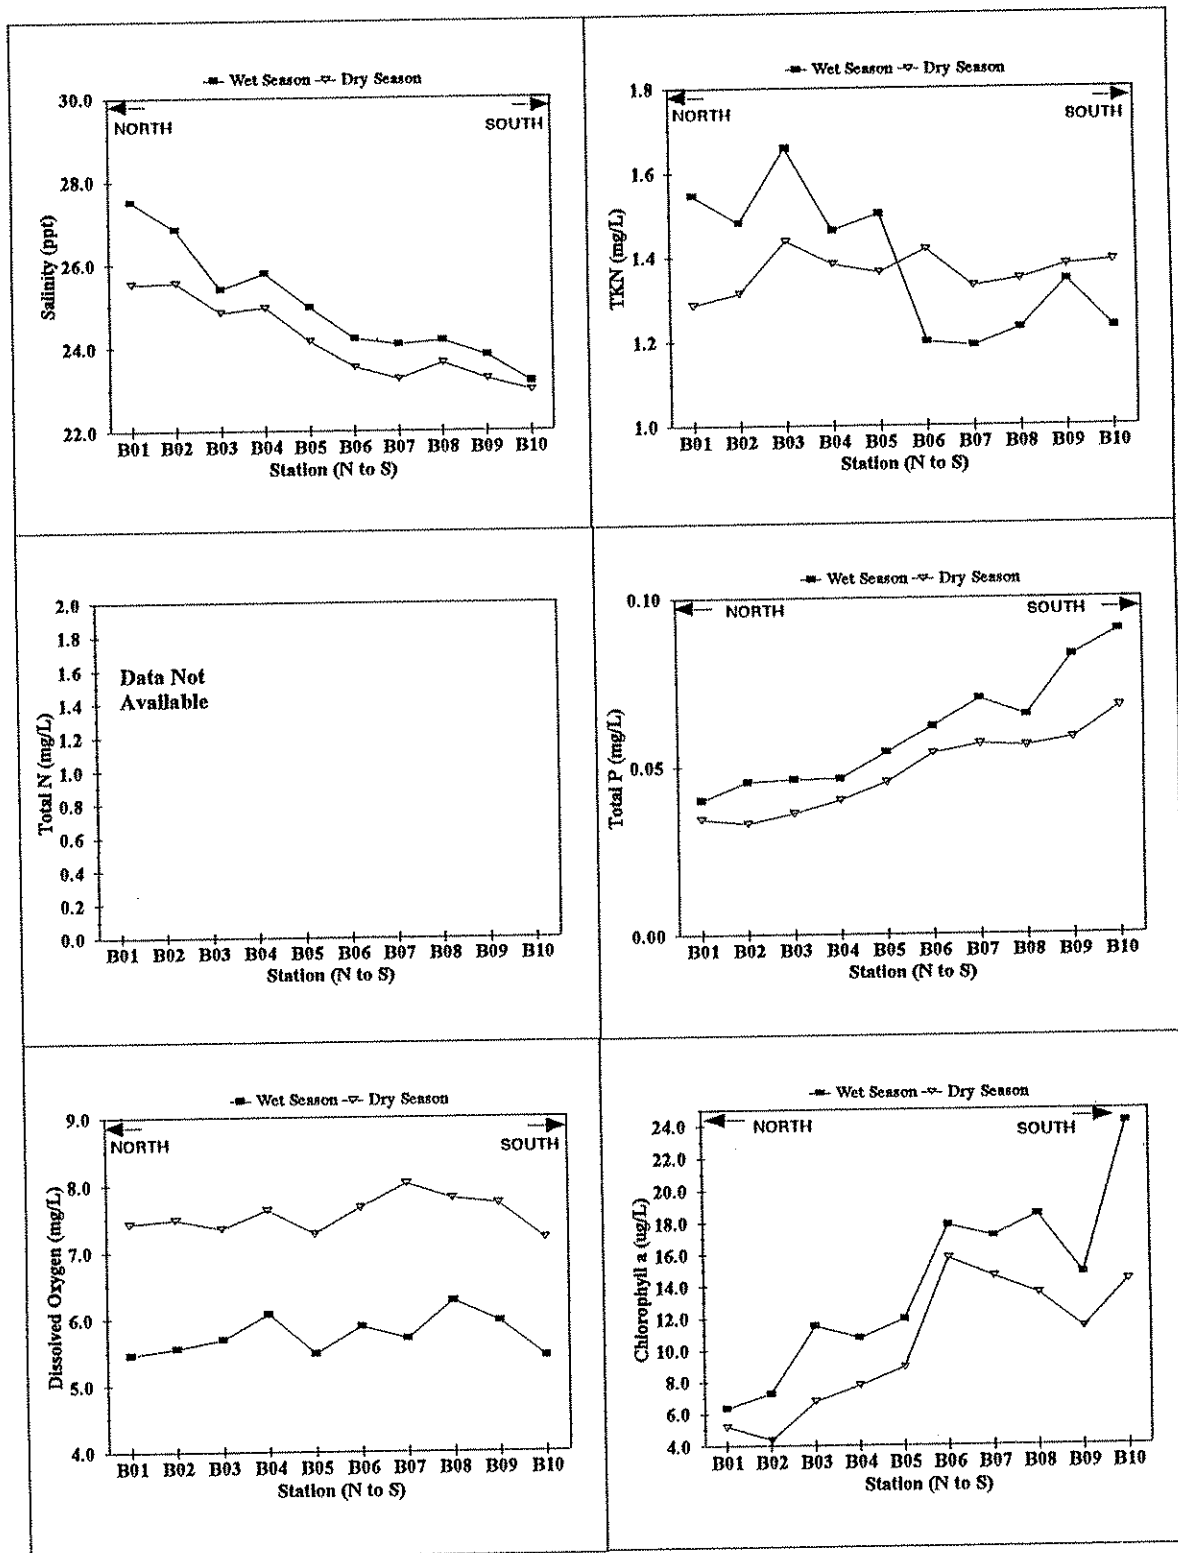 Wet Season Dry Season
30.0
NORTH
SOUTH
28.0
26.0
24.0
22.0
Salinity (ppt)
B01 B02 B03 B04 B05 B06 B07 B08 B09 B10
Station (N to S)
Wet Season Dry Season
1.8
NORTH
SOUTH
1.6
1.4
1.2
1.0
TKN (mg/L)
B01 B02 B03 B04 B05 B06 B07 B08 B09 B10
Station (N to S)
2.0
1.8
1.6
1.4
1.2
1.0
0.8
0.6
0.4
0.2
0.0
Total N (mg/L)
Data Not
Available
B01 B02 B03 B04 B05 B06 B07 B08 B09 B10
Station (N to S)
Wet Season Dry Season
0.10
NORTH
SOUTH
0.05
0.00
Total P (mg/L)
B01 B02 B03 B04 B05 B06 B07 B08 B09 B10
Station (N to S)
Wet Season Dry Season
9.0
NORTH
SOUTH
8.0
7.0
6.0
5.0
4.0
Dissolved Oxygen (mg/L)
B01 B02 B03 B04 B05 B06 B07 B08 B09 B10
Station (N to S)
Wet Season Dry Season
24.0
NORTH
SOUTH
22.0
20.0
18.0
16.0
14.0
12.0
10.0
8.0
6.0
4.0
Chlorophyll a (ug/L)
B01 B02 B03 B04 B05 B06 B07 B08 B09 B10
Station (N to S)